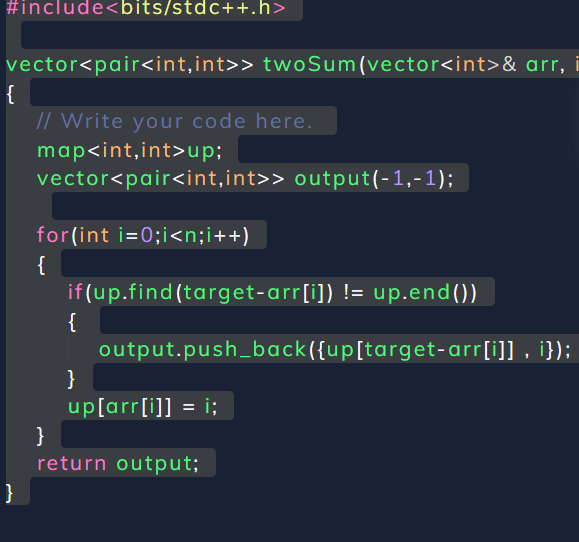 #include<bits/stdc++.h>
vector<pair<int,int>> twoSum(vector<int>& arr, i
{
// Write your code here.
map<int,int>up;
vector<pair<int,int>> output(-1,-1);
for(int i=0;i<n;i++)
{
if(up.find(target-arr[i]) != up.end())
{
output.push_back({up[target-arr[i]] , i});
}
up[arr[i]] = i;
}
return output;
}